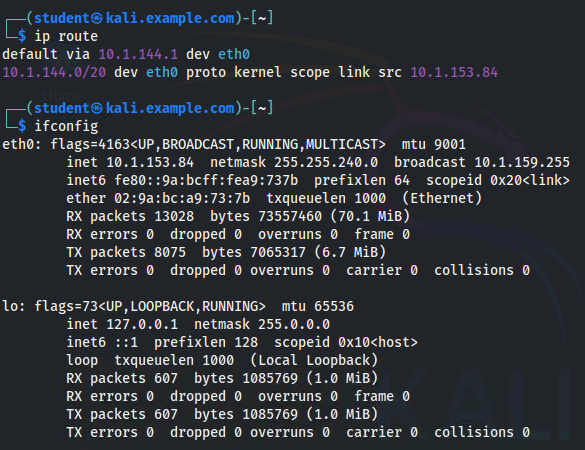 ┌──(student㉿kali.example.com)-[~]
└─$ ip route
default via 10.1.144.1 dev eth0
10.1.144.0/20 dev eth0 proto kernel scope link src 10.1.153.84
┌──(student㉿kali.example.com)-[~]
└─$ ifconfig
eth0: flags=4163<UP,BROADCAST,RUNNING,MULTICAST>  mtu 9001
        inet 10.1.153.84  netmask 255.255.240.0  broadcast 10.1.159.255
        inet6 fe80::9a:bcff:fea9:737b  prefixlen 64  scopeid 0x20<link>
        ether 02:9a:bc:a9:73:7b  txqueuelen 1000  (Ethernet)
        RX packets 13028  bytes 73557460 (70.1 MiB)
        RX errors 0  dropped 0  overruns 0  frame 0
        TX packets 8075  bytes 7065317 (6.7 MiB)
        TX errors 0  dropped 0 overruns 0  carrier 0  collisions 0
lo: flags=73<UP,LOOPBACK,RUNNING>  mtu 65536
        inet 127.0.0.1  netmask 255.0.0.0
        inet6 ::1  prefixlen 128  scopeid 0x10<host>
        loop  txqueuelen 1000  (Local Loopback)
        RX packets 607  bytes 1085769 (1.0 MiB)
        RX errors 0  dropped 0  overruns 0  frame 0
        TX packets 607  bytes 1085769 (1.0 MiB)
        TX errors 0  dropped 0 overruns 0  carrier 0  collisions 0
Home
KALI